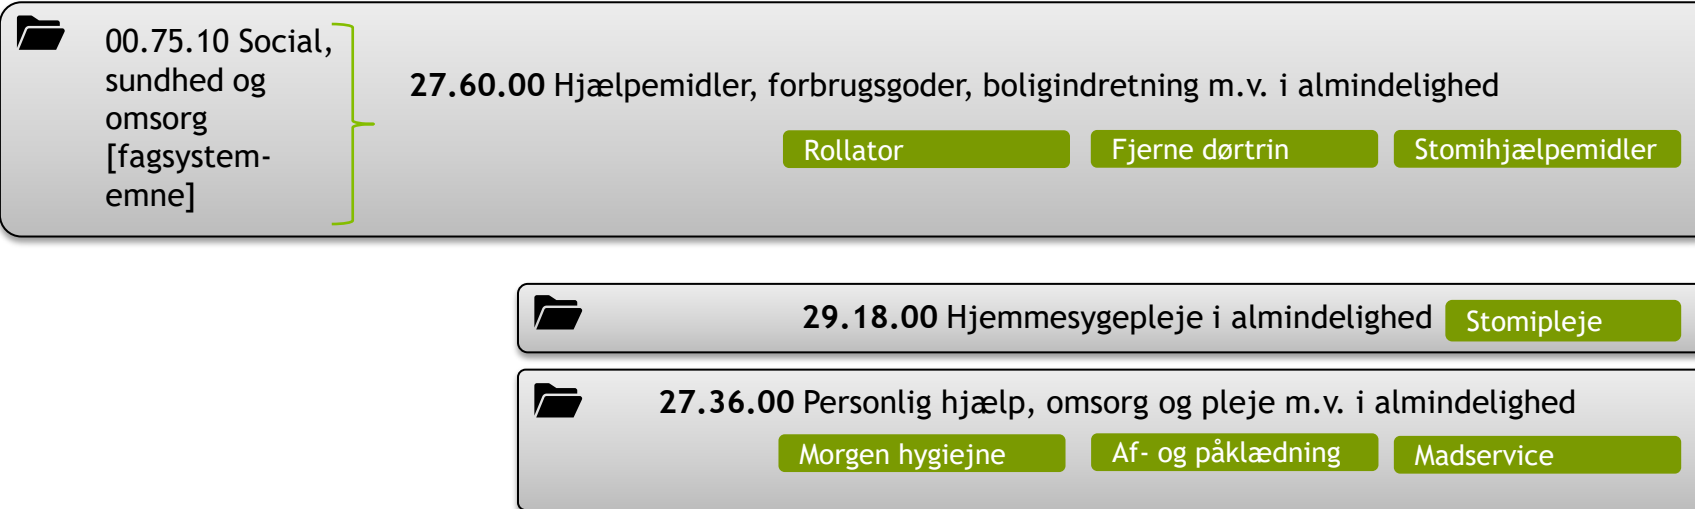 00.75.10 Social,
sundhed og
omsorg
[fagsystem-
emne]
27.60.00 Hjælpemidler, forbrugsgoder, boligindretning m.v. i almindelighed
Rollator
Fjerne dørtrin
Stomihjælpemidler
29.18.00 Hjemmesygepleje i almindelighed
Stomipleje
27.36.00 Personlig hjælp, omsorg og pleje m.v. i almindelighed
Morgen hygiejne
Af- og påklædning
Madservice